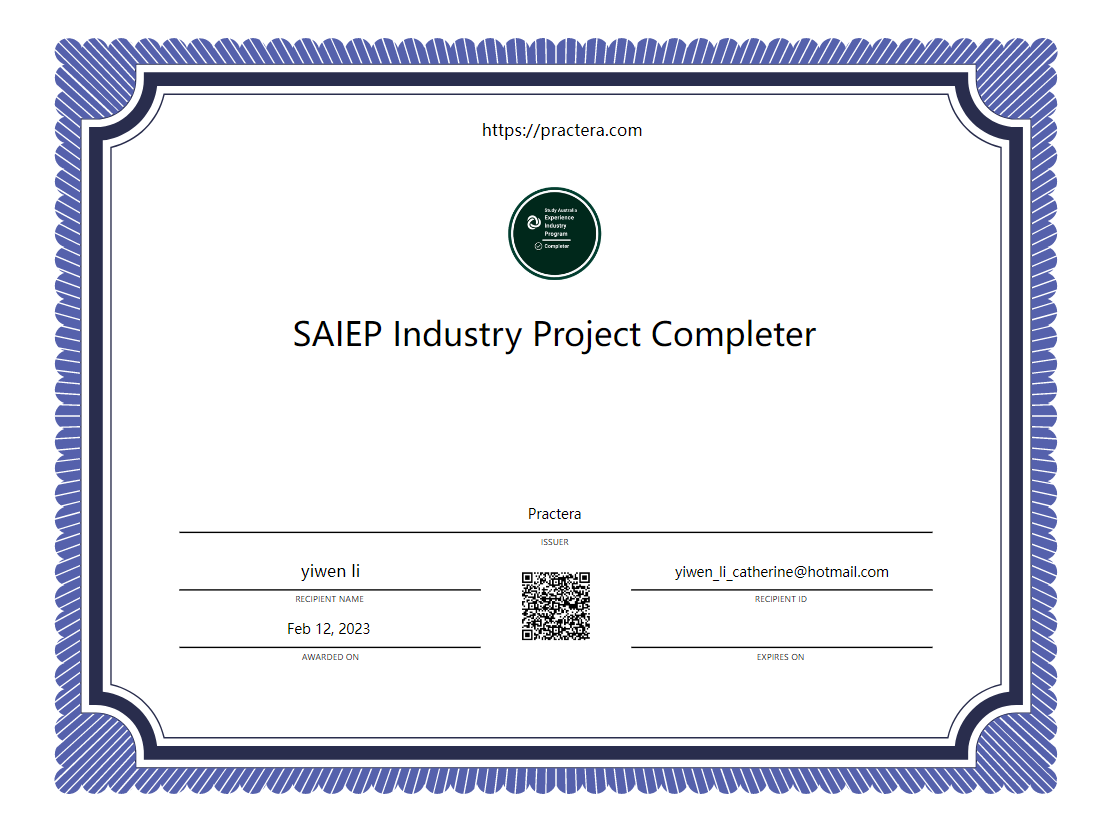 https://practera.com
Study Australia
Experience
Industry
Program
Completer
SAIEP Industry Project Completer
Practera
ISSUER
yiwen li
RECIPIENT NAME
yiwen_li_catherine@hotmail.com
RECIPIENT ID
Feb 12, 2023
AWARDED ON
EXPIRES ON